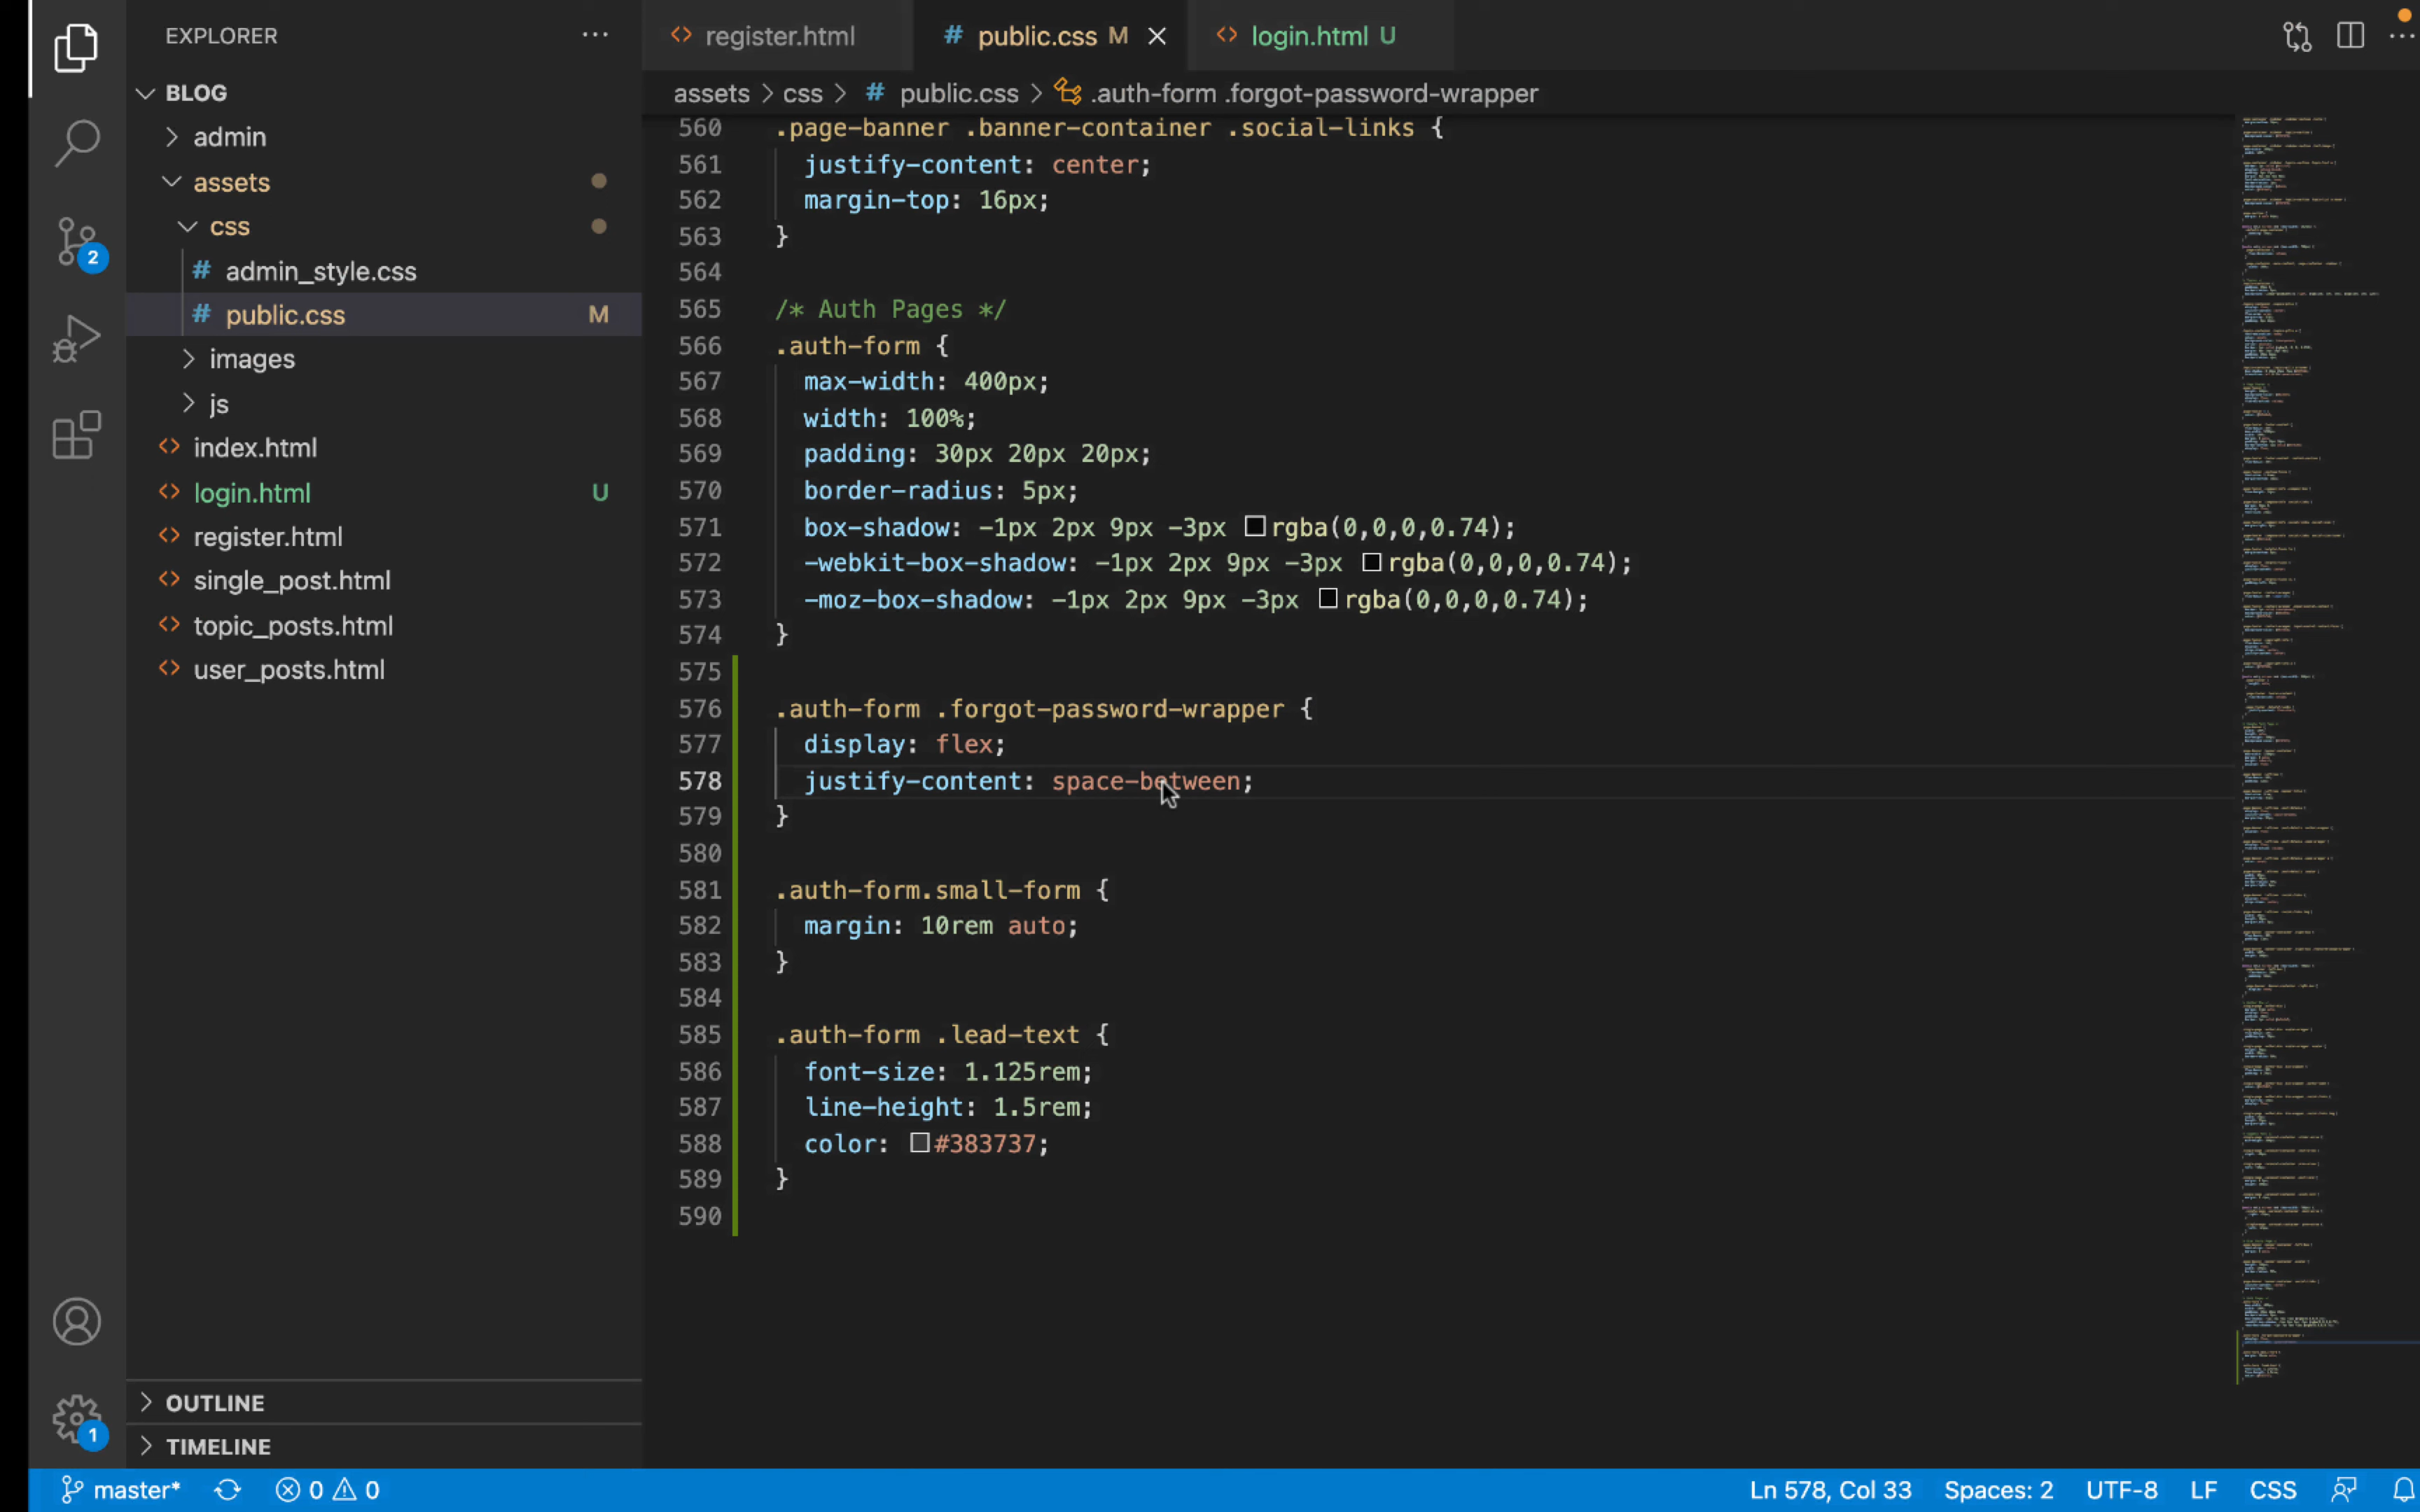 EXPLORER
BLOG
admin
assets
css
admin_style.css
public.css M
images
js
index.html
login.html U
register.html
single_post.html
topic_posts.html
user_posts.html
OUTLINE
TIMELINE
2
1
register.html
public.css M
login.html U
assets > css > # public.css > .auth-form .forgot-password-wrapper
560 .page-banner .banner-container .social-links {
561 justify-content: center;
562 margin-top: 16px;
563 }
564
565 /* Auth Pages */
566 .auth-form {
567 max-width: 400px;
568 width: 100%;
569 padding: 30px 20px 20px;
570 border-radius: 5px;
571 box-shadow: -1px 2px 9px -3px rgba(0,0,0,0.74);
572 -webkit-box-shadow: -1px 2px 9px -3px rgba(0,0,0,0.74);
573 -moz-box-shadow: -1px 2px 9px -3px rgba(0,0,0,0.74);
574 }
575
576 .auth-form .forgot-password-wrapper {
577 display: flex;
578 justify-content: space-between;
579 }
580
581 .auth-form.small-form {
582 margin: 10rem auto;
583 }
584
585 .auth-form .lead-text {
586 font-size: 1.125rem;
587 line-height: 1.5rem;
588 color: #383737;
589 }
590
master* 0 0 Ln 578, Col 33 Spaces: 2 UTF-8 LF CSS